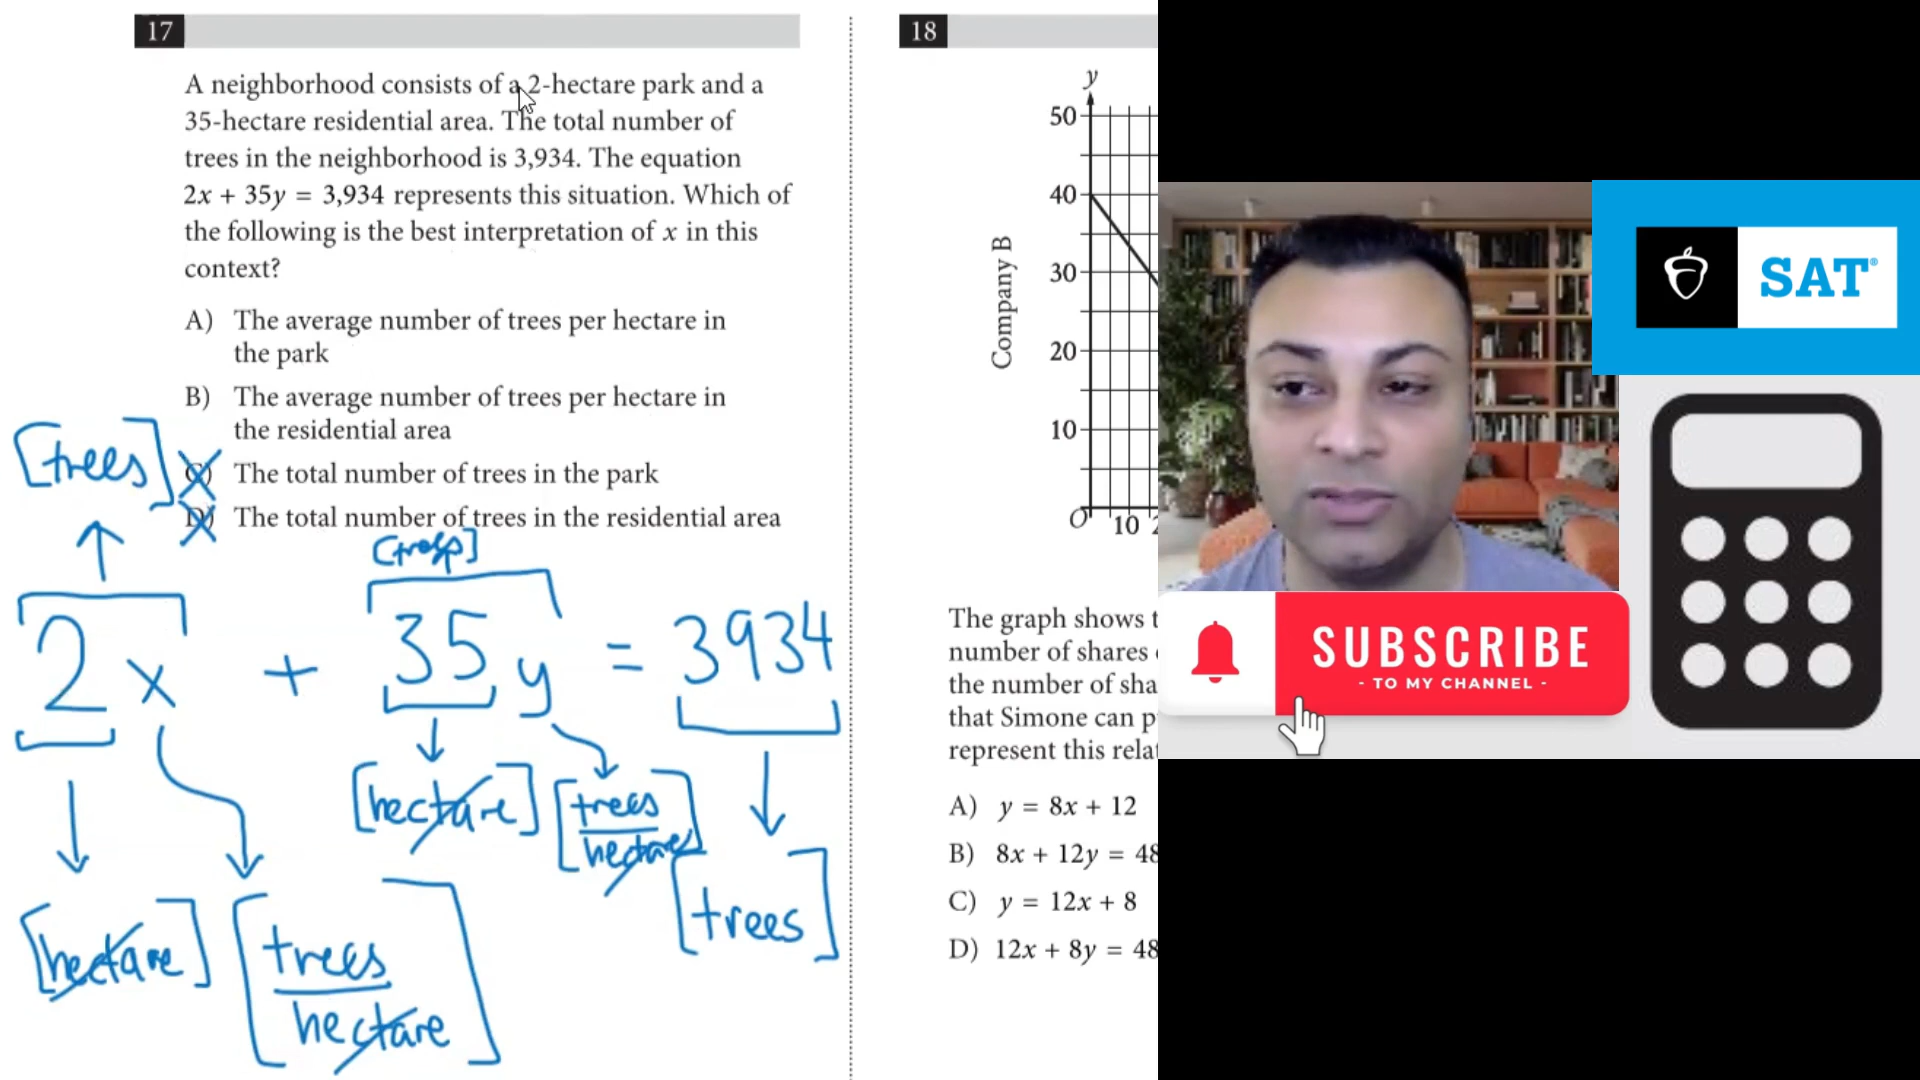 17
A neighborhood consists of a 2-hectare park and a
35-hectare residential area. The total number of
trees in the neighborhood is 3,934. The equation
2x + 35y = 3,934 represents this situation. Which of
the following is the best interpretation of x in this
context?
A) The average number of trees per hectare in
the park
B) The average number of trees per hectare in
the residential area
C) The total number of trees in the park
D) The total number of trees in the residential area
[trees]
2x + 35y = 3934
[hectare]
[trees
hectare]
[hectare]
[trees
hectare]
[trees]
18
y
50
40
30
20
10
O
10
Company B
The graph shows t
number of shares
the number of sha
that Simone can p
represent this rela
A) y = 8x + 12
B) 8x + 12y = 48
C) y = 12x + 8
D) 12x + 8y = 48
SAT®
SUBSCRIBE
- TO MY CHANNEL -